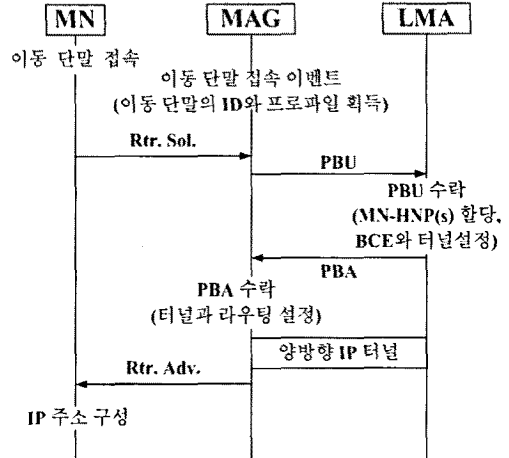 MN MAG LMA
이동 단말 접속
이동 단말 접속 이벤트
(이동 단말의 ID와 프로파일 획득)
Rtr. Sol.
PBU
PBU 수락
(MN-HNP(s) 할당,
BCE와 터널설정)
PBA
PBA 수락
(터널과 라우팅 설정)
양방향 IP 터널
Rtr. Adv.
IP 주소 구성